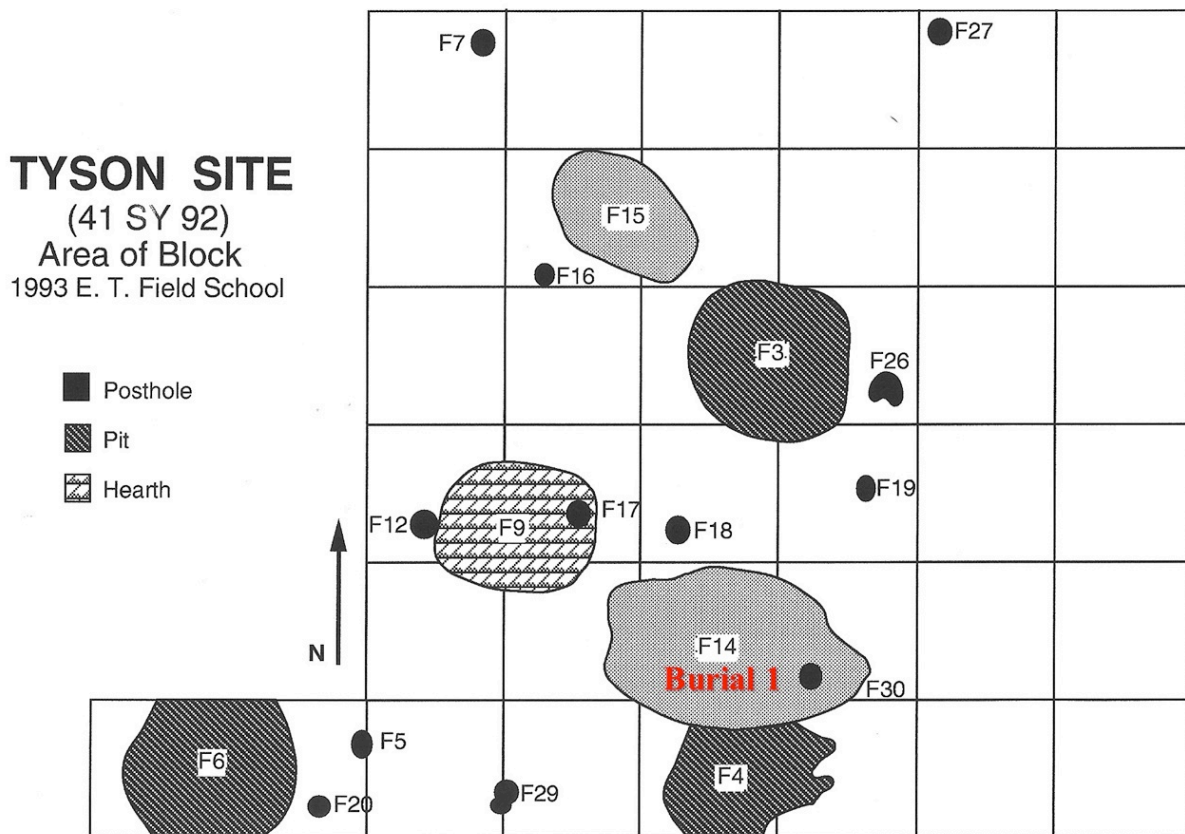 TYSON SITE
(41 SY 92)
Area of Block
1993 E. T. Field School
Posthole
Pit
Hearth
N
F7
F27
F15
F16
F3
F26
F19
F12
F9
F17
F18
F14
Burial 1
F30
F6
F5
F20
F29
F4